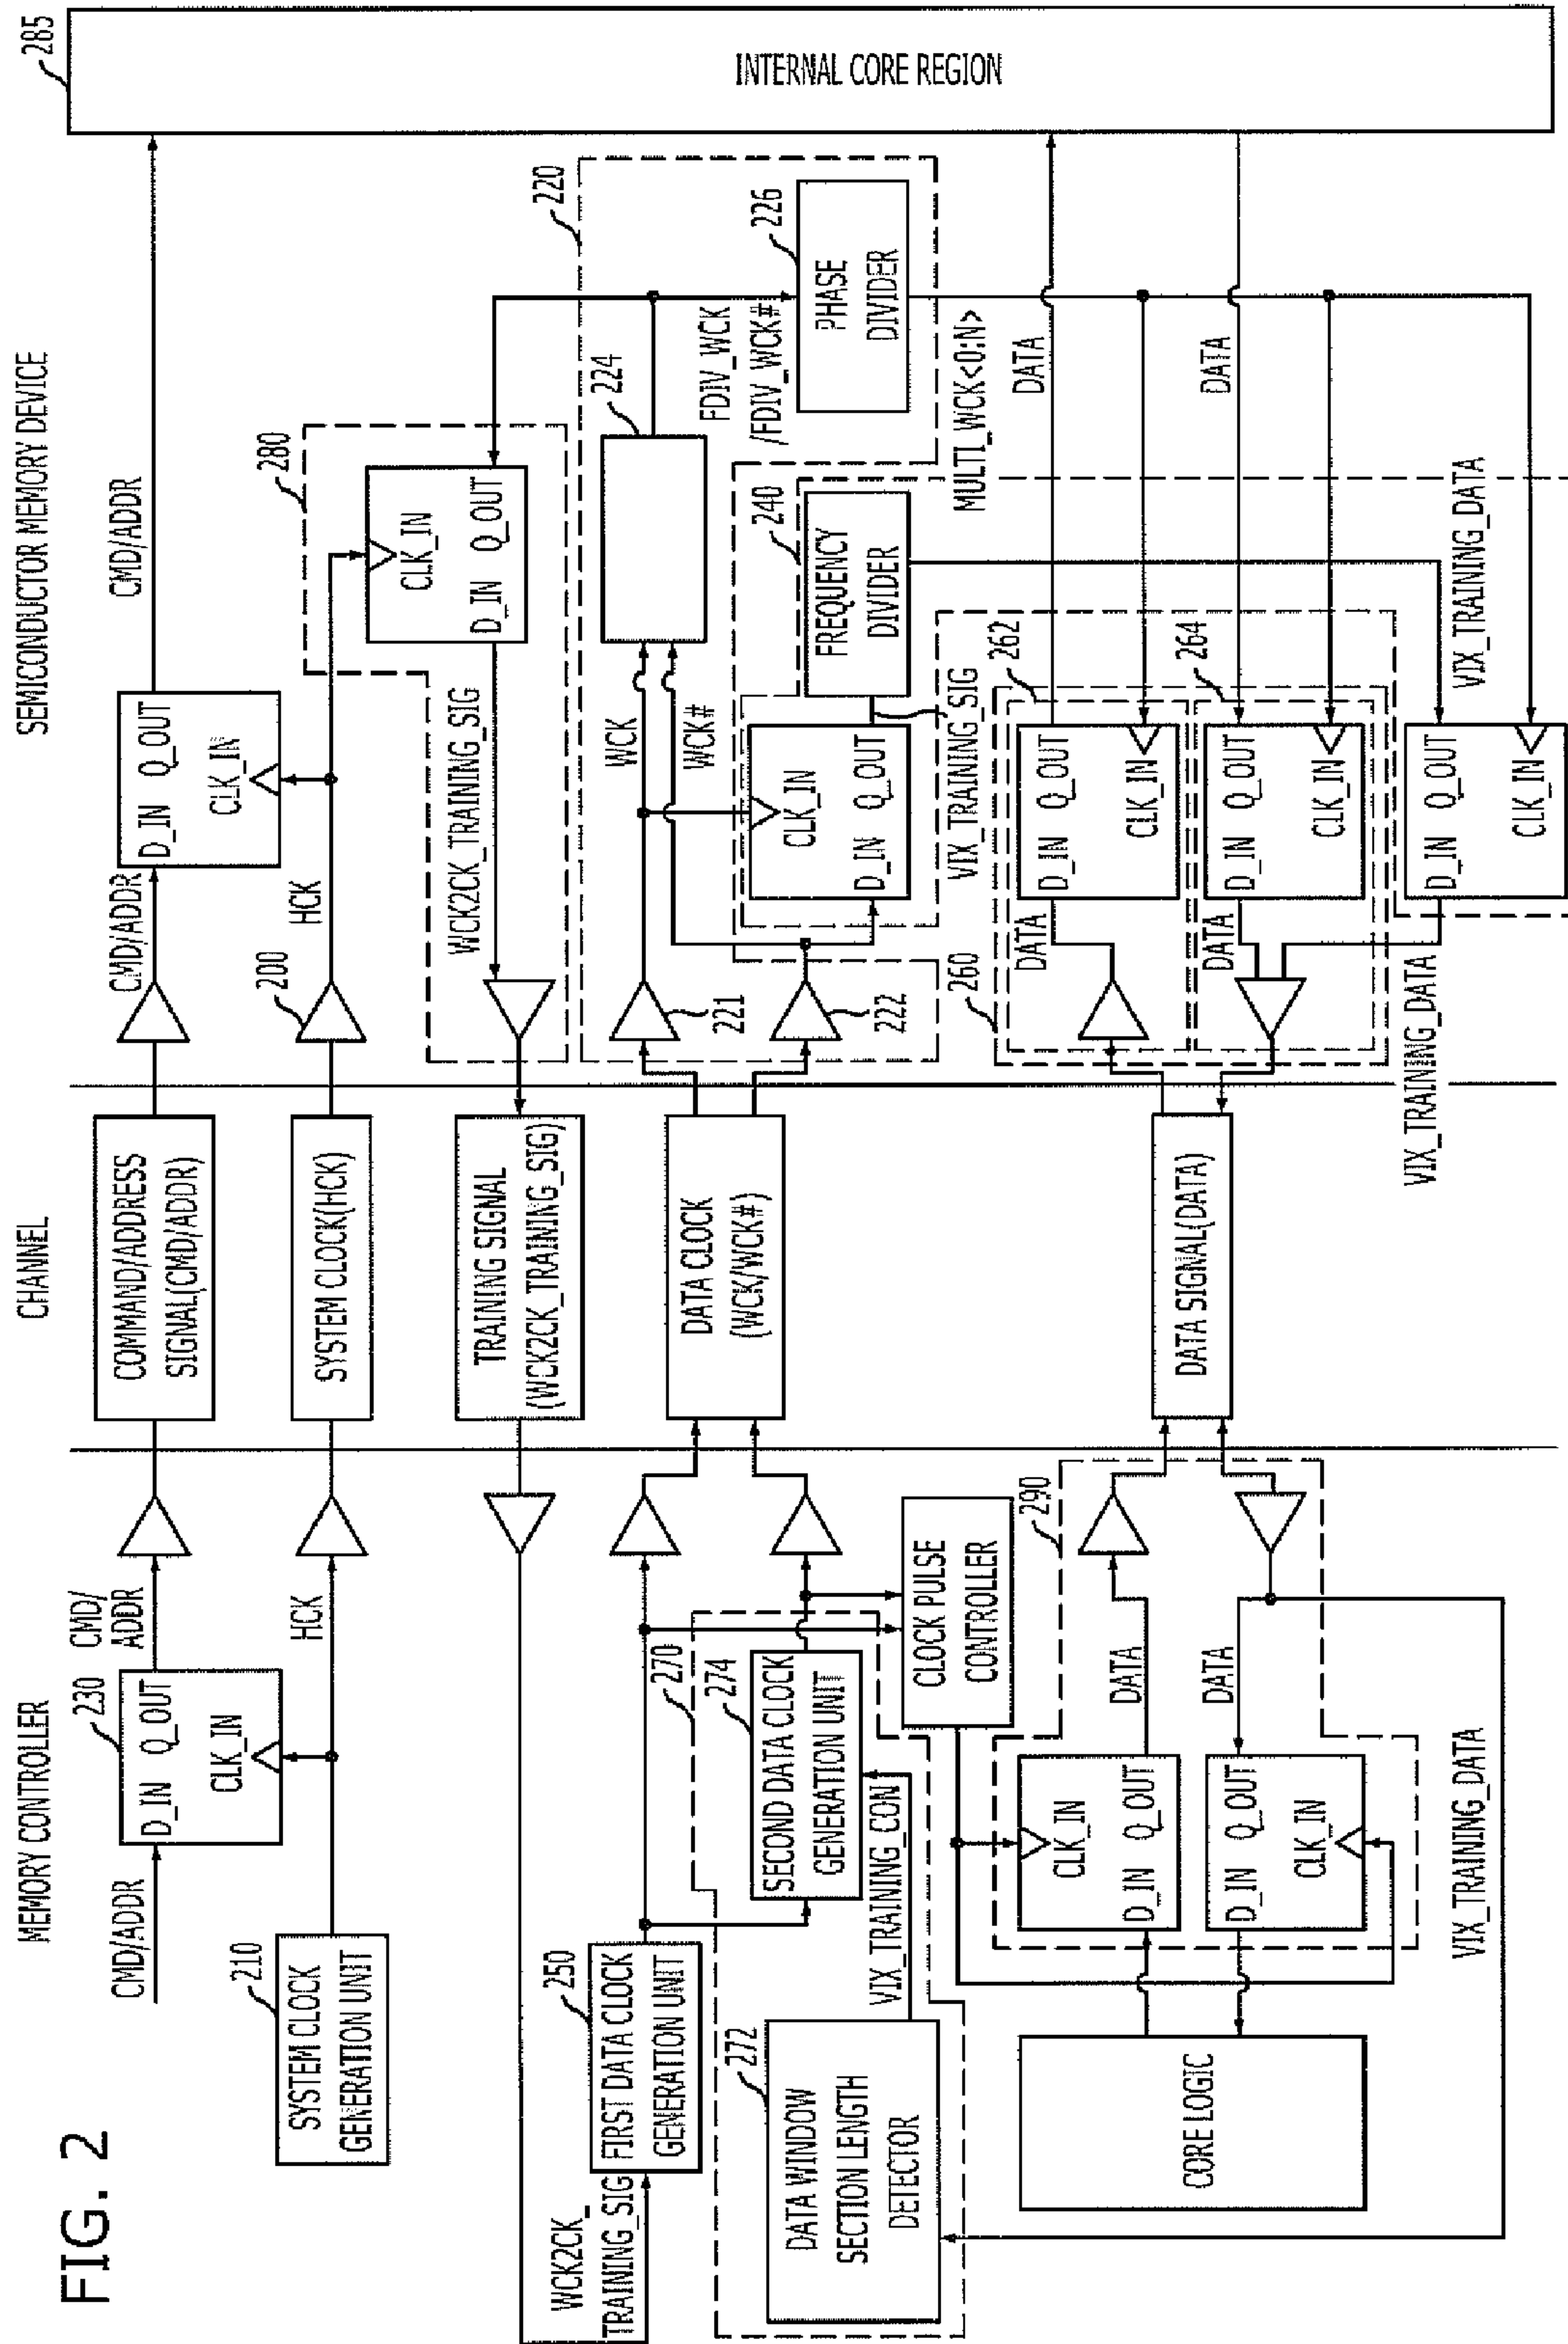 FIG. 2
MEMORY CONTROLLER
CHANNEL
SEMICONDUCTOR MEMORY DEVICE
CMD/ADDR
230
D_IN Q_OUT
CLK_IN
CMD/
ADDR
COMMAND/ADDRESS
SIGNAL(CMD/ADDR)
CMD/ADDR
D_IN Q_OUT
CLK_IN
CMD/ADDR
285
INTERNAL CORE REGION
210
SYSTEM CLOCK
GENERATION UNIT
HCK
SYSTEM CLOCK(HCK)
200
HCK
280
CLK_IN
D_IN Q_OUT
WCK2CK_TRAINING_SIG
TRAINING SIGNAL
(WCK2CK_TRAINING_SIG)
WCK2CK_
TRAINING_SIG
250
FIRST DATA CLOCK
GENERATION UNIT
270
274
SECOND DATA CLOCK
GENERATION UNIT
VIX_TRAINING_CON
272
DATA WINDOW
SECTION LENGTH
DETECTOR
CLOCK PULSE
CONTROLLER
DATA CLOCK
(WCK/WCK#)
220
221
222
WCK
WCK#
224
FDIV_WCK
/FDIV_WCK#
226
PHASE
DIVIDER
MULTI_WCK<0:N>
240
CLK_IN
D_IN Q_OUT
FREQUENCY
DIVIDER
VIX_TRAINING_SIG
290
CORE LOGIC
CLK_IN
D_IN Q_OUT
DATA
D_IN Q_OUT
CLK_IN
DATA
VIX_TRAINING_DATA
DATA SIGNAL(DATA)
260
262
DATA
D_IN Q_OUT
CLK_IN
DATA
264
DATA
D_IN Q_OUT
CLK_IN
DATA
VIX_TRAINING_DATA
D_IN Q_OUT
CLK_IN
VIX_TRAINING_DATA